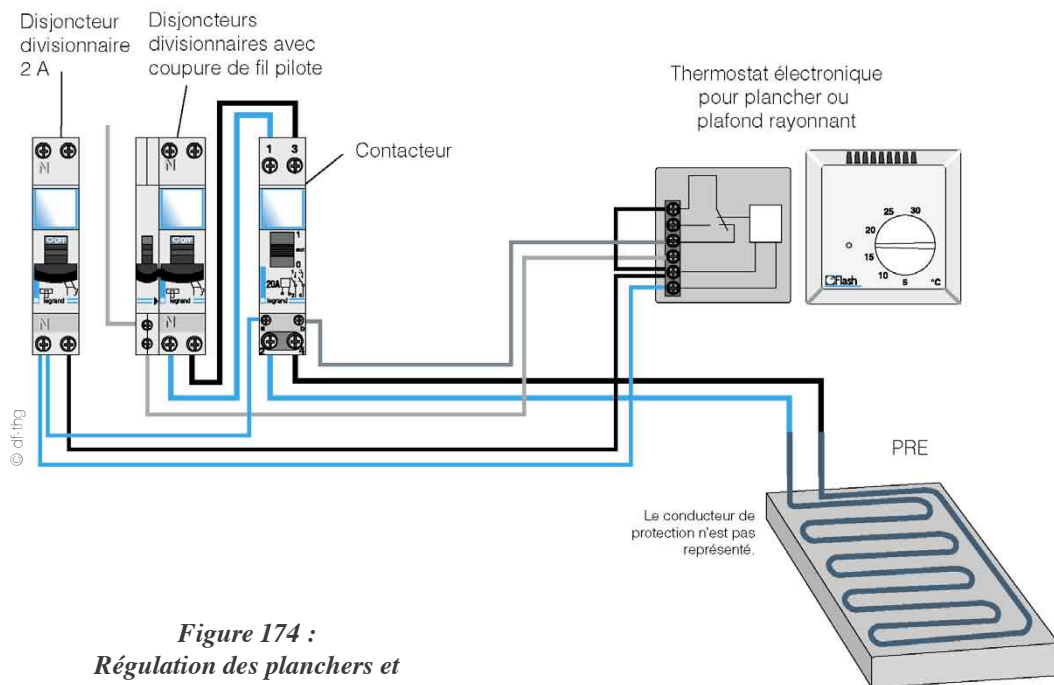 Disjoncteur
divisionnaire
2 A
Disjoncteurs
divisionnaires avec
coupure de fil pilote
Thermostat électronique
pour plancher ou
plafond rayonnant
Contacteur
N
N
1 3
OFF
OFF
1
0
20A
legrand
legrand
legrand
N
N
a b
2 4
25 30
20
15
10
5 °C
Flash
© df-thg
PRE
Le conducteur de
protection n'est pas
représenté.
Figure 174 :
Régulation des planchers et